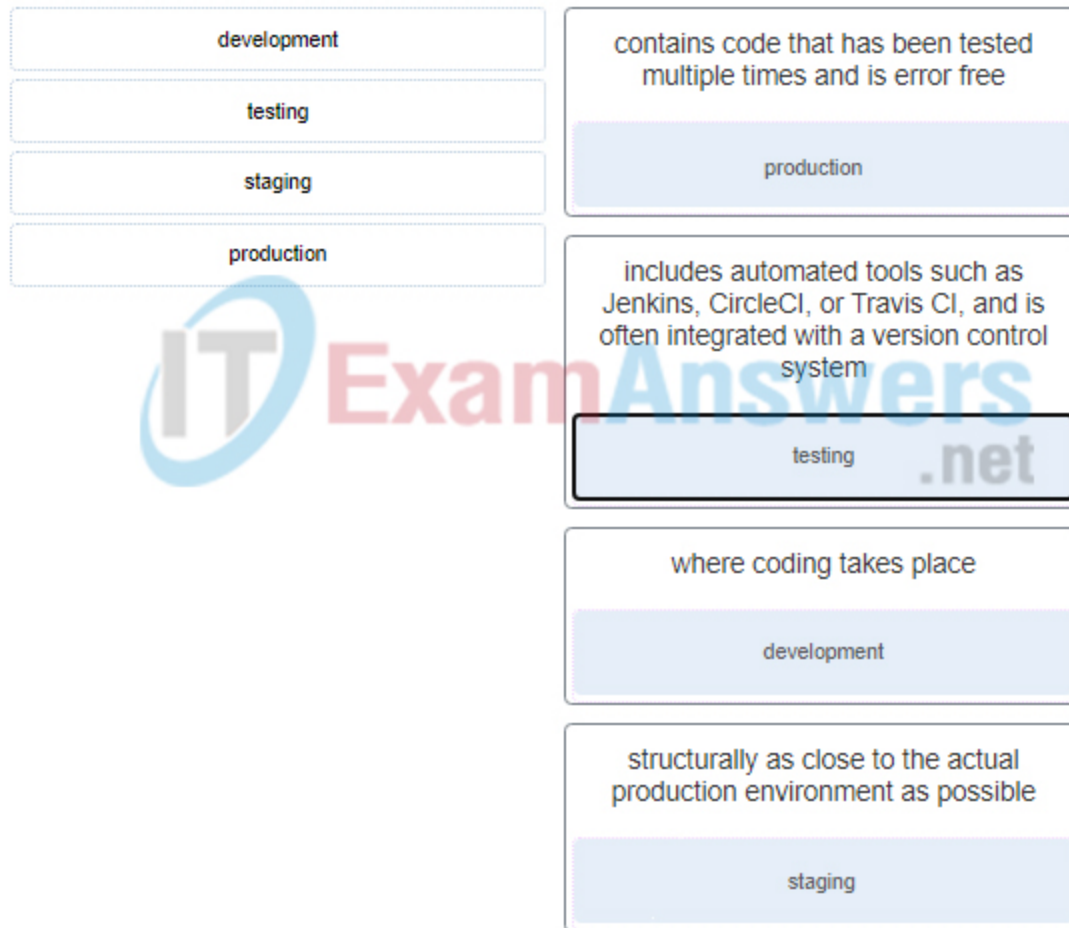 development
testing
staging
production
contains code that has been tested
multiple times and is error free
production
includes automated tools such as
Jenkins, CircleCI, or Travis CI, and is
often integrated with a version control
system
testing
where coding takes place
development
structurally as close to the actual
production environment as possible
staging
IT ExamAnswers
.net